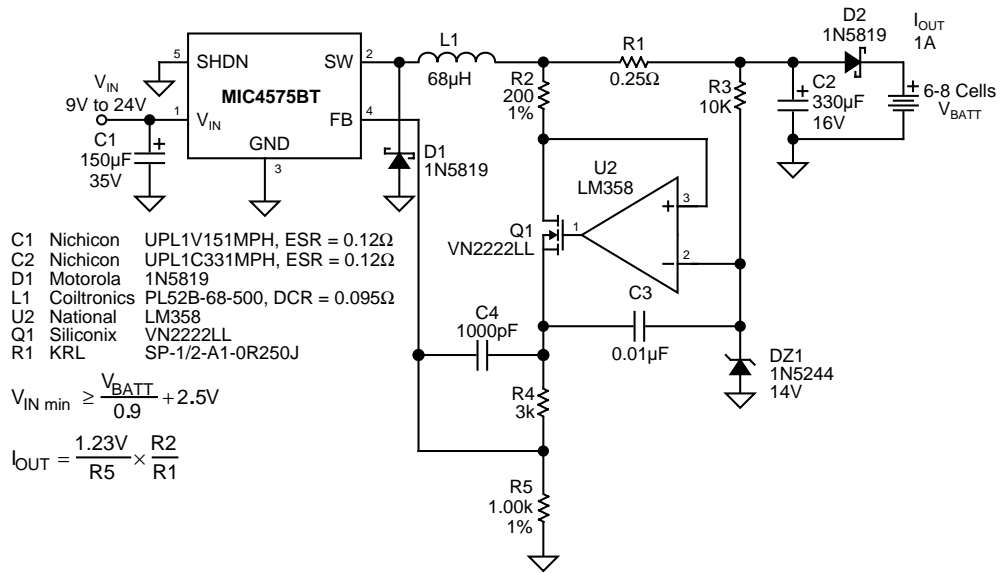 5
SHDN
SW
2
L1
68µH
MIC4575BT
V_IN
9V to 24V
1
V_IN
FB
4
GND
3
C1
150µF
35V
+
D1
1N5819
R1
0.25Ω
R2
200
1%
R3
10K
C2
330µF
16V
+
D2
1N5819
I_OUT
1A
+
6-8 Cells
V_BATT
U2
LM358
Q1
VN2222LL
1
+
3
−
2
C4
1000pF
C3
0.01µF
DZ1
1N5244
14V
R4
3k
R5
1.00k
1%
C1 Nichicon UPL1V151MPH, ESR = 0.12Ω
C2 Nichicon UPL1C331MPH, ESR = 0.12Ω
D1 Motorola 1N5819
L1 Coiltronics PL52B-68-500, DCR = 0.095Ω
U2 National LM358
Q1 Siliconix VN2222LL
R1 KRL SP-1/2-A1-0R250J
V_IN min ≥ V_BATT / 0.9 + 2.5V
I_OUT = 1.23V / R5 × R2 / R1